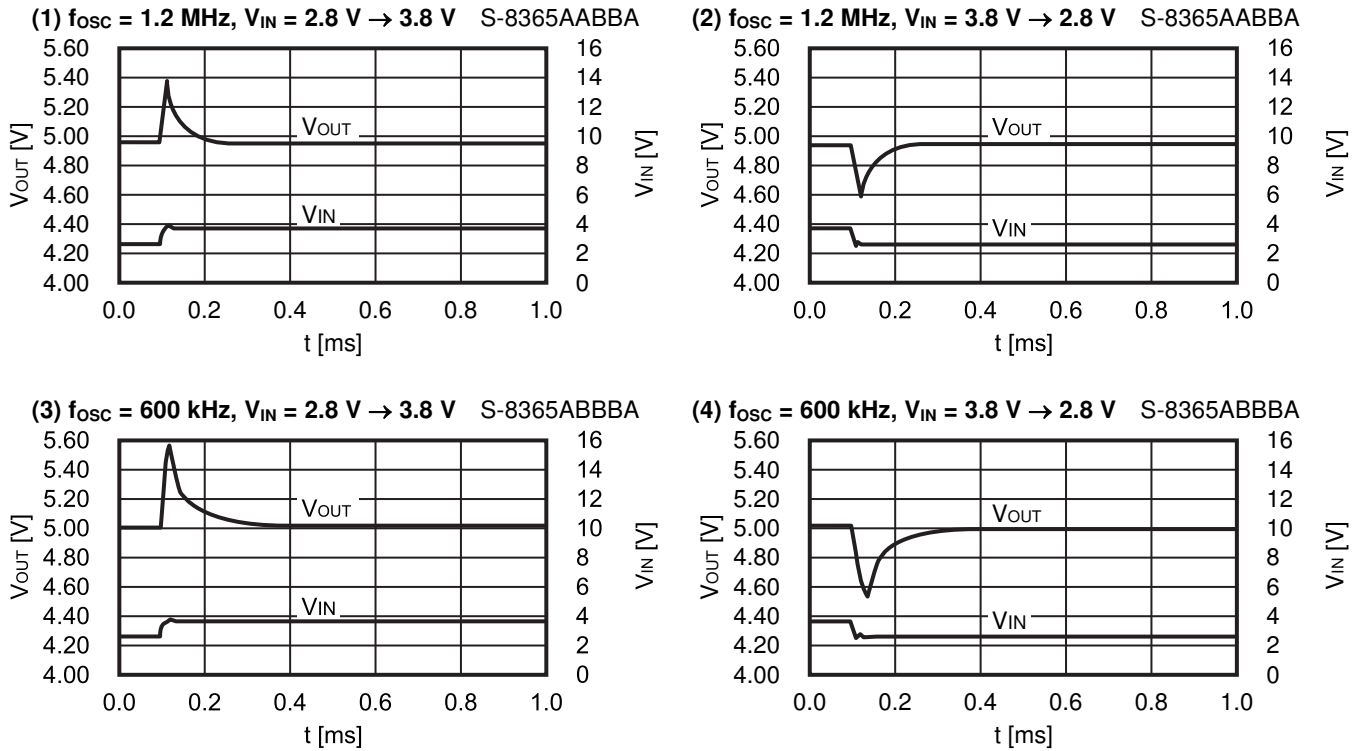 (1) fOSC = 1.2 MHz, VIN = 2.8 V → 3.8 V S-8365AABBA
5.60
5.40
5.20
5.00
4.80
4.60
4.40
4.20
4.00
VOUT [V]
VOUT
VIN
16
14
12
10
8
6
4
2
0
VIN [V]
0.0 0.2 0.4 0.6 0.8 1.0
t [ms]
(2) fOSC = 1.2 MHz, VIN = 3.8 V → 2.8 V S-8365AABBA
5.60
5.40
5.20
5.00
4.80
4.60
4.40
4.20
4.00
VOUT [V]
VOUT
VIN
16
14
12
10
8
6
4
2
0
VIN [V]
0.0 0.2 0.4 0.6 0.8 1.0
t [ms]
(3) fOSC = 600 kHz, VIN = 2.8 V → 3.8 V S-8365ABBBA
5.60
5.40
5.20
5.00
4.80
4.60
4.40
4.20
4.00
VOUT [V]
VOUT
VIN
16
14
12
10
8
6
4
2
0
VIN [V]
0.0 0.2 0.4 0.6 0.8 1.0
t [ms]
(4) fOSC = 600 kHz, VIN = 3.8 V → 2.8 V S-8365ABBBA
5.60
5.40
5.20
5.00
4.80
4.60
4.40
4.20
4.00
VOUT [V]
VOUT
VIN
16
14
12
10
8
6
4
2
0
VIN [V]
0.0 0.2 0.4 0.6 0.8 1.0
t [ms]